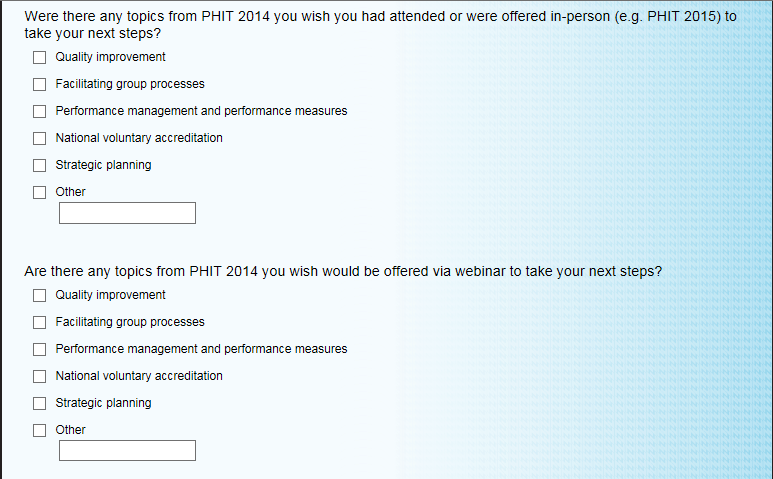 Were there any topics from PHIT 2014 you wish you had attended or were offered in-person (e.g. PHIT 2015) to
take your next steps?
Quality improvement
Facilitating group processes
Performance management and performance measures
National voluntary accreditation
Strategic planning
Other
Are there any topics from PHIT 2014 you wish would be offered via webinar to take your next steps?
Quality improvement
Facilitating group processes
Performance management and performance measures
National voluntary accreditation
Strategic planning
Other